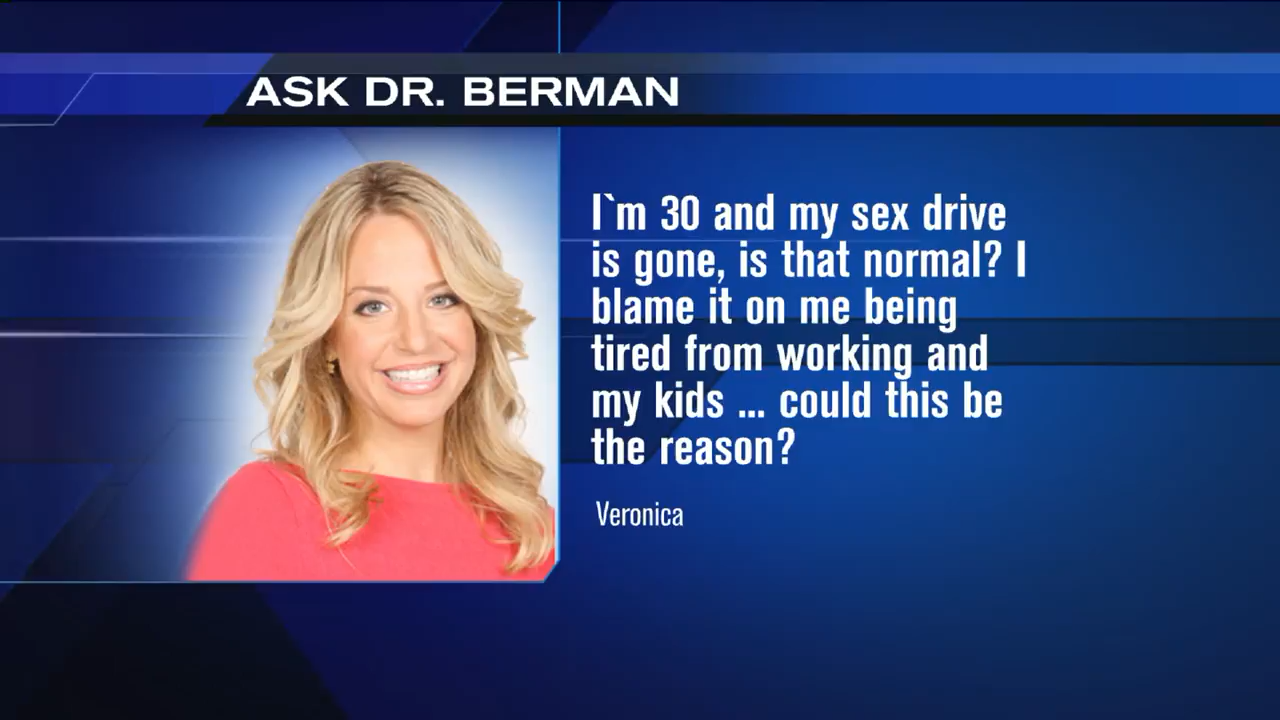 ASK DR. BERMAN
I`m 30 and my sex drive
is gone, is that normal? I
blame it on me being
tired from working and
my kids ... could this be
the reason?
Veronica